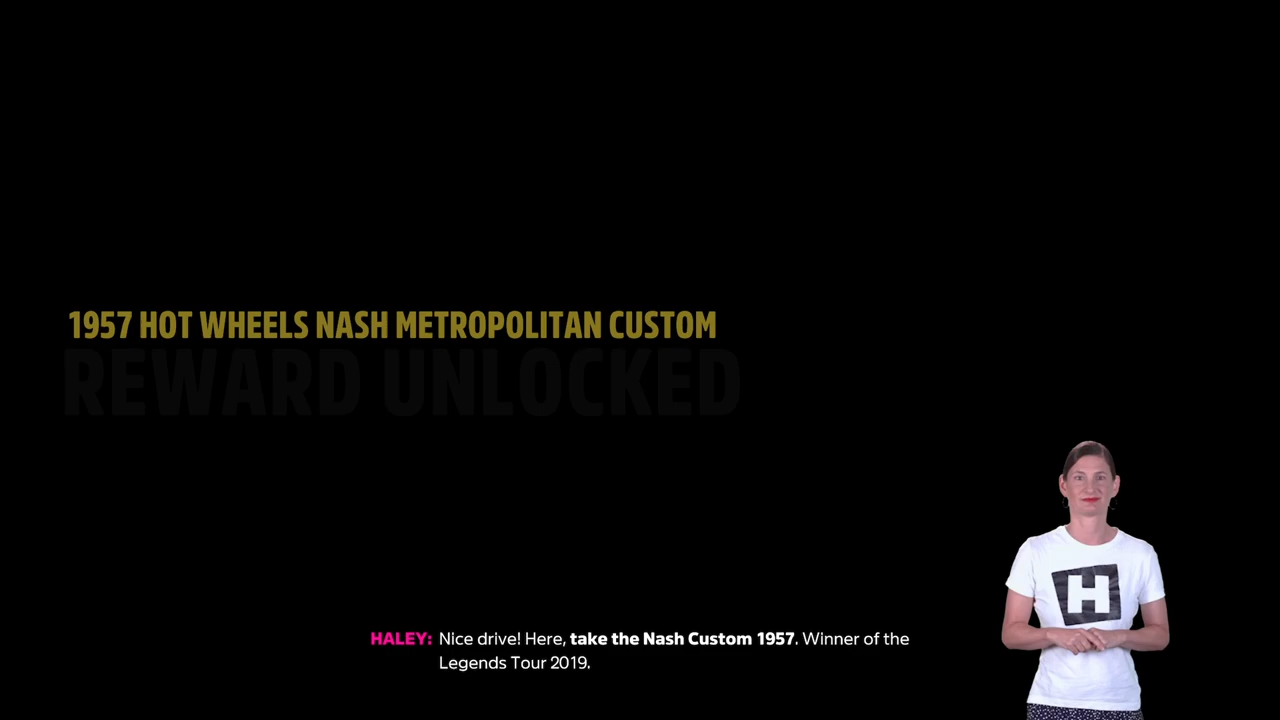 1957 HOT WHEELS NASH METROPOLITAN CUSTOM
REWARD UNLOCKED
H
HALEY: Nice drive! Here, take the Nash Custom 1957. Winner of the
Legends Tour 2019.